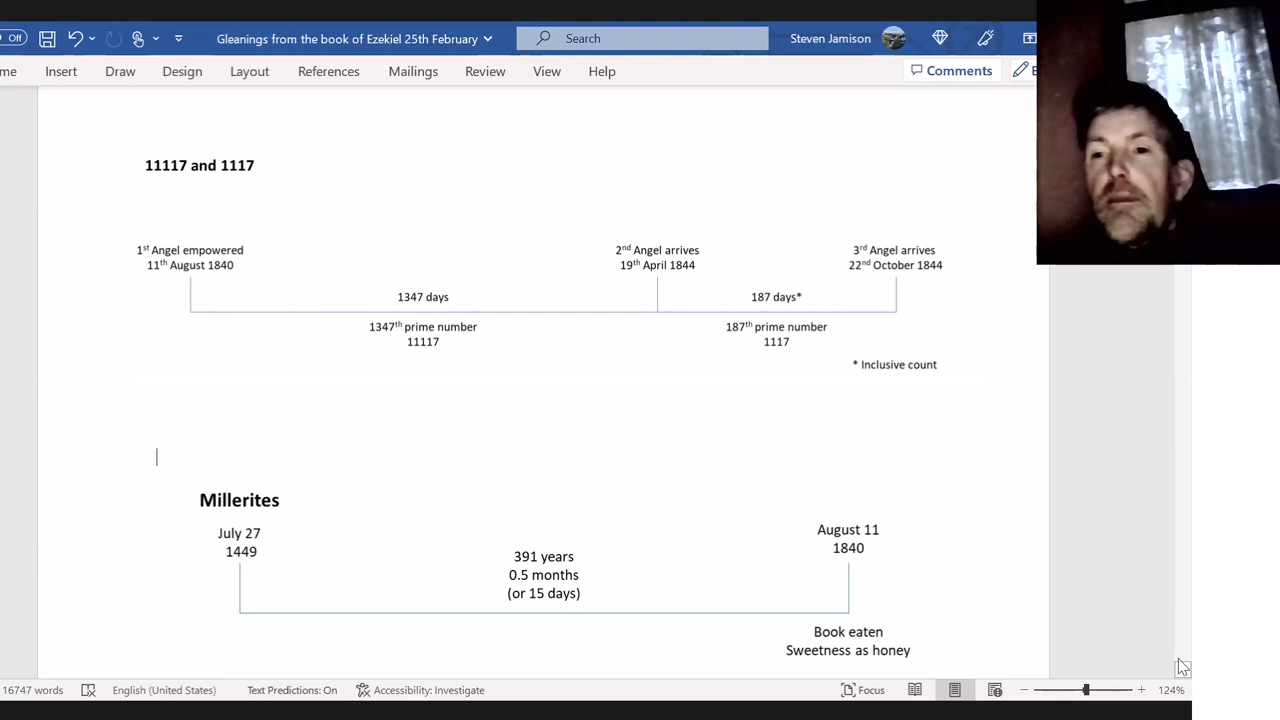 Off
Gleanings from the book of Ezekiel 25th February
Search
Steven Jamison
me
Insert
Draw
Design
Layout
References
Mailings
Review
View
Help
Comments
E
11117 and 1117
1st Angel empowered
11th August 1840
2nd Angel arrives
19th April 1844
3rd Angel arrives
22nd October 1844
1347 days
187 days*
1347th prime number
11117
187th prime number
1117
* Inclusive count
Millerites
July 27
1449
391 years
0.5 months
(or 15 days)
August 11
1840
Book eaten
Sweetness as honey
16747 words
English (United States)
Text Predictions: On
Accessibility: Investigate
Focus
124%